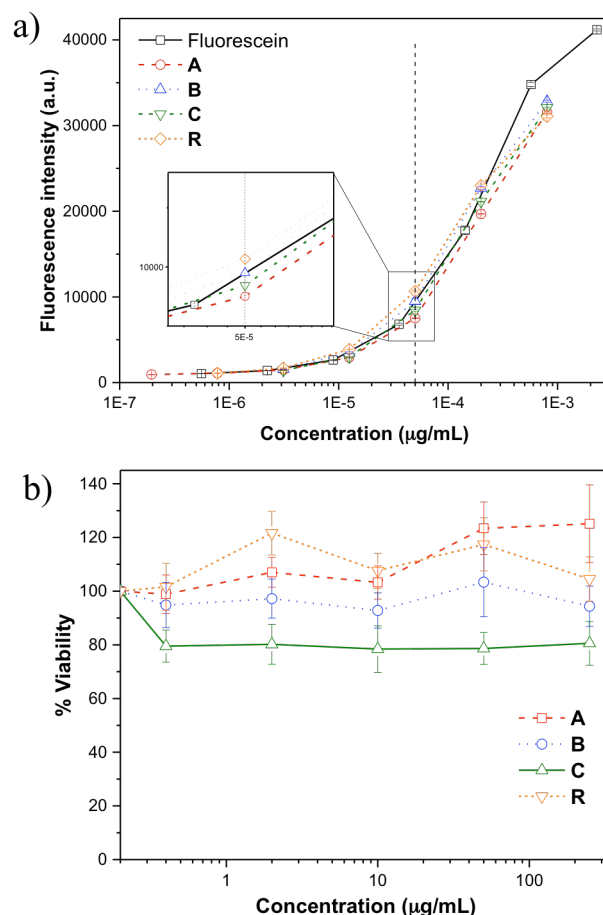 a)
40000
30000
20000
10000
0
Fluorescence intensity (a.u.)
Fluorescein
A
B
C
R
10000
5E-5
1E-7
1E-6
1E-5
1E-4
1E-3
Concentration (μg/mL)
b)
140
120
100
80
60
40
20
0
% Viability
A
B
C
R
1
10
100
Concentration (μg/mL)